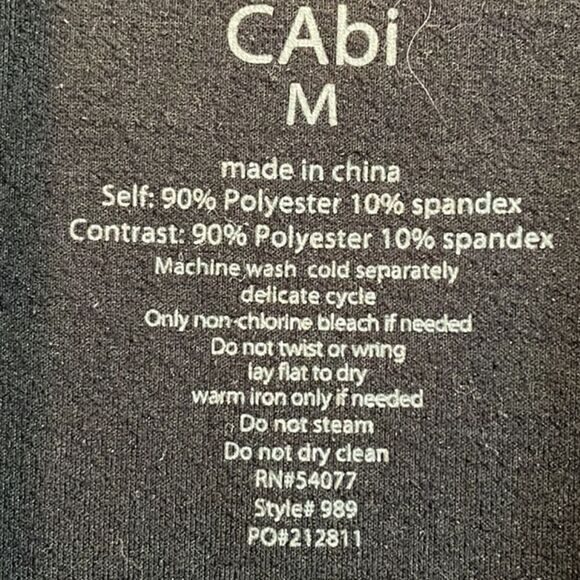 CAbi
M
made in china
Self: 90% Polyester 10% spandex
Contrast: 90% Polyester 10% spandex
Machine wash cold separately
delicate cycle
Only non-chlorine bleach if needed
Do not twist or wring
lay flat to dry
warm iron only if needed
Do not steam
Do not dry clean
RN#54077
Style# 989
PO#212811